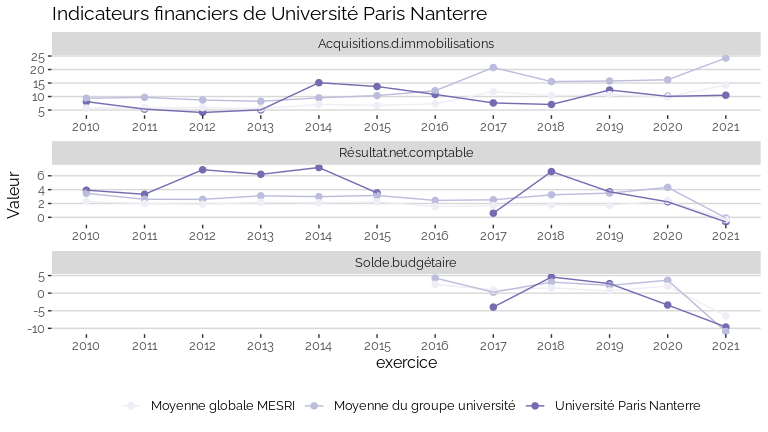 Indicateurs financiers de Université Paris Nanterre
Acquisitions.d.immobilisations
25
20
15
10
5
2010 2011 2012 2013 2014 2015 2016 2017 2018 2019 2020 2021
Résultat.net.comptable
6
4
2
0
2010 2011 2012 2013 2014 2015 2016 2017 2018 2019 2020 2021
Valeur
Solde.budgétaire
5
0
-5
-10
2010 2011 2012 2013 2014 2015 2016 2017 2018 2019 2020 2021
exercice
Moyenne globale MESRI Moyenne du groupe université Université Paris Nanterre